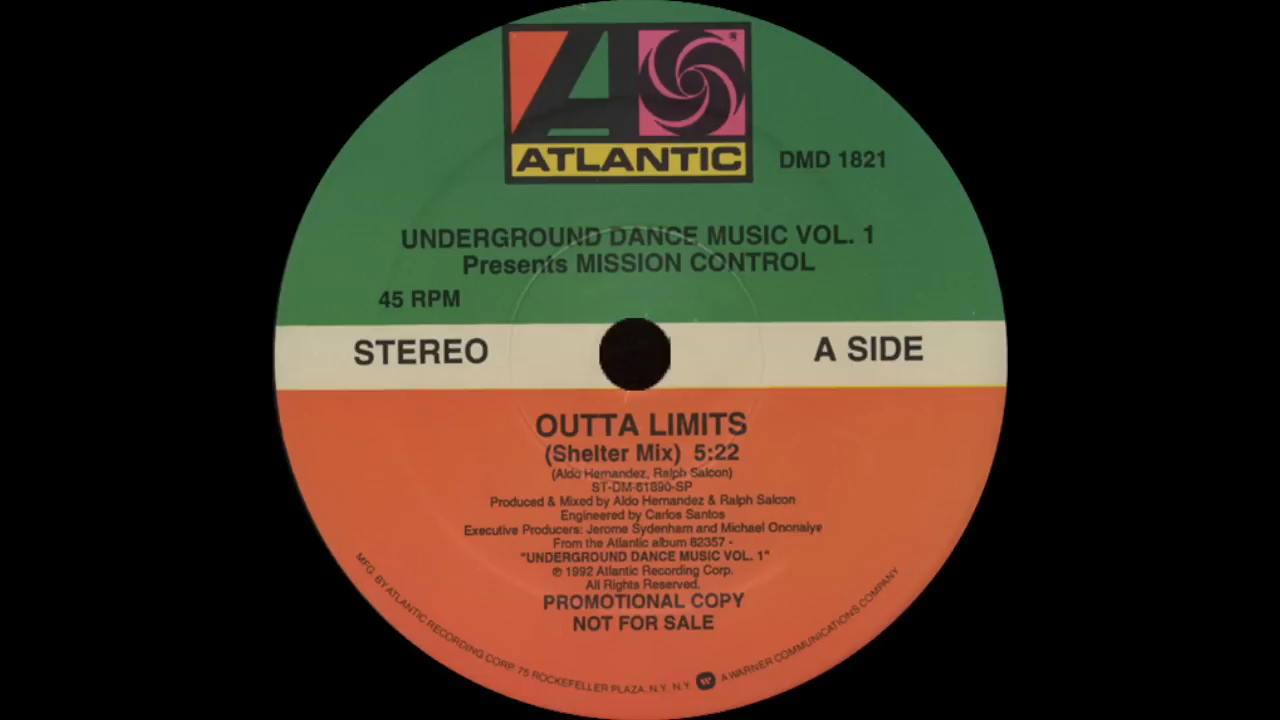 ATLANTIC
DMD 1821
UNDERGROUND DANCE MUSIC VOL. 1
Presents MISSION CONTROL
45 RPM
STEREO
A SIDE
OUTTA LIMITS
(Shelter Mix) 5:22
(Aldo Hernandez, Ralph Salcon)
ST-DM-61890-SP
Produced & Mixed by Aldo Hernandez & Ralph Salcon
Engineered by Carlos Santos
Executive Producers: Jerome Sydenham and Michael Ononaiye
From the Atlantic album 82357 -
"UNDERGROUND DANCE MUSIC VOL. 1"
℗ 1992 Atlantic Recording Corp.
All Rights Reserved.
PROMOTIONAL COPY
NOT FOR SALE
MFG. BY ATLANTIC RECORDING CORP. 75 ROCKEFELLER PLAZA, N.Y. N.Y. A WARNER COMMUNICATIONS COMPANY